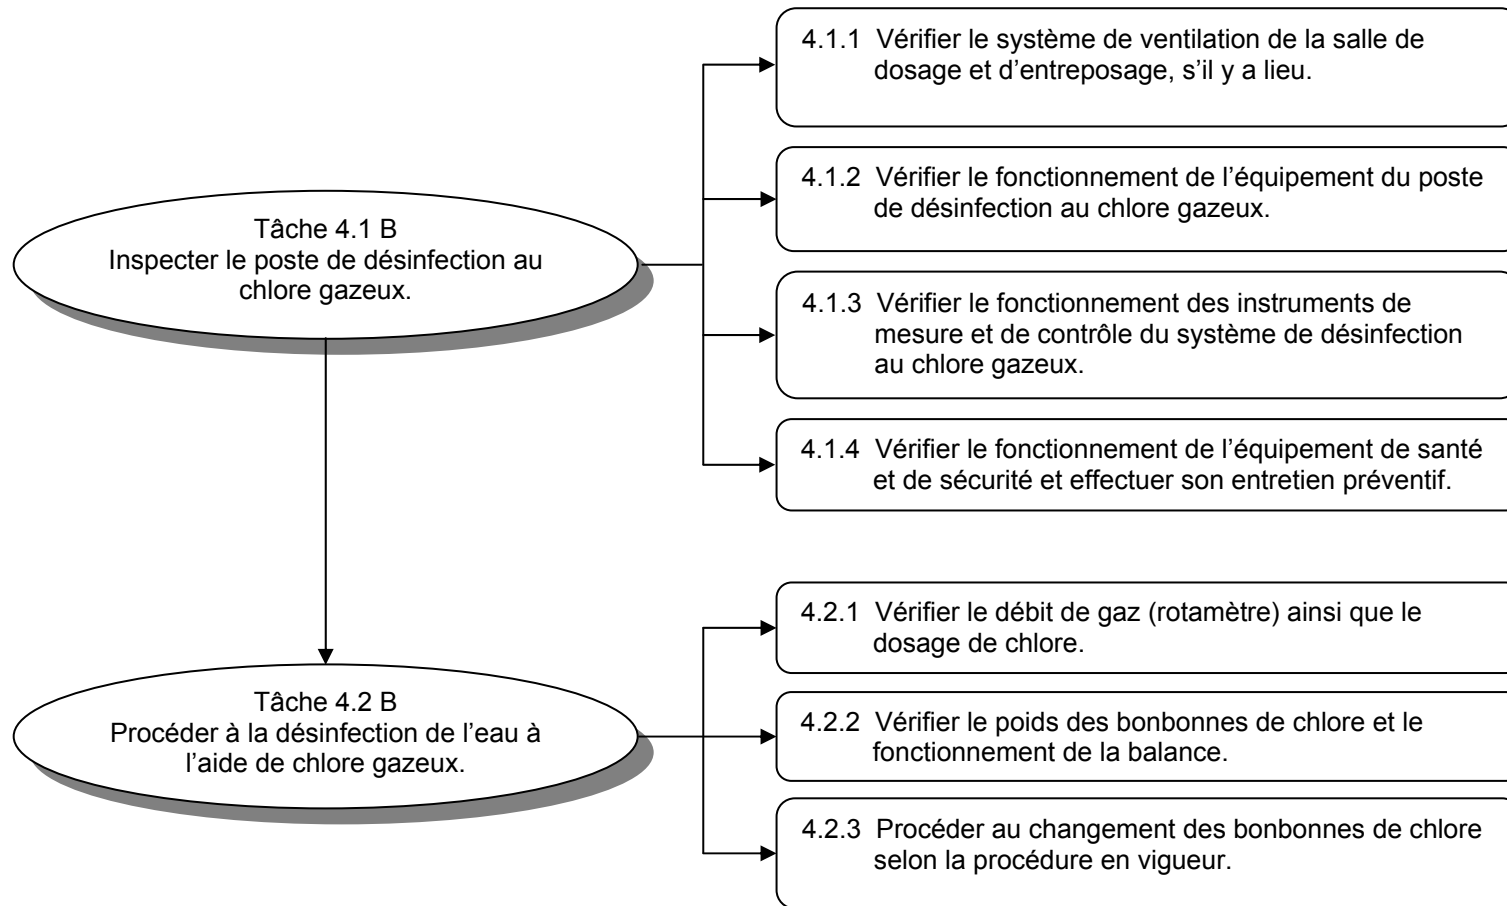 Tâche 4.1 B
Inspecter le poste de désinfection au
chlore gazeux.
4.1.1 Vérifier le système de ventilation de la salle de
dosage et d’entreposage, s’il y a lieu.
4.1.2 Vérifier le fonctionnement de l’équipement du poste
de désinfection au chlore gazeux.
4.1.3 Vérifier le fonctionnement des instruments de
mesure et de contrôle du système de désinfection
au chlore gazeux.
4.1.4 Vérifier le fonctionnement de l’équipement de santé
et de sécurité et effectuer son entretien préventif.
Tâche 4.2 B
Procéder à la désinfection de l’eau à
l’aide de chlore gazeux.
4.2.1 Vérifier le débit de gaz (rotamètre) ainsi que le
dosage de chlore.
4.2.2 Vérifier le poids des bonbonnes de chlore et le
fonctionnement de la balance.
4.2.3 Procéder au changement des bonbonnes de chlore
selon la procédure en vigueur.